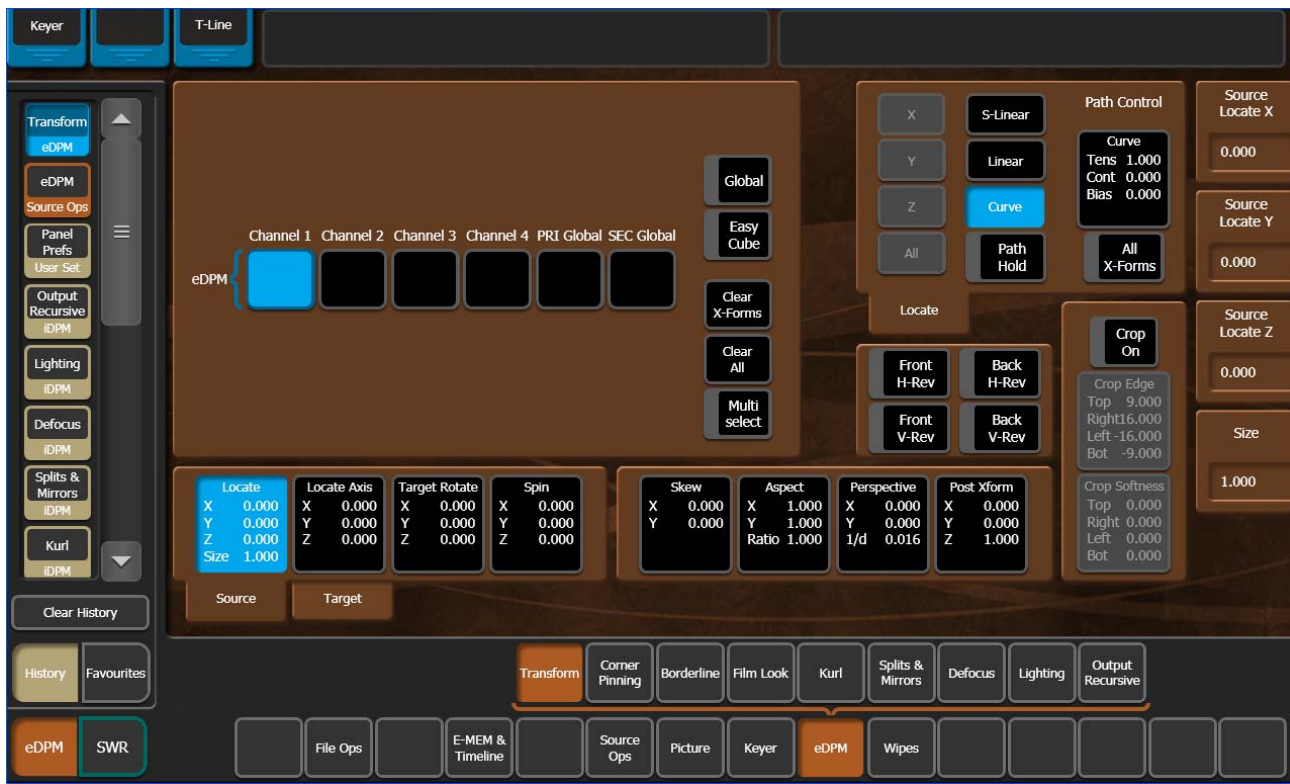 Keyer
T-Line
Transform
eDPM
eDPM
Source Ops
Panel
Prefs
User Set
Output
Recursive
iDPM
Lighting
iDPM
Defocus
iDPM
Splits &
Mirrors
iDPM
Kurl
iDPM
Clear History
History
Favourites
eDPM
SWR
Channel 1 Channel 2 Channel 3 Channel 4 PRI Global SEC Global
eDPM
Global
Easy
Cube
Clear
X-Forms
Clear
All
Multi
select
X
Y
Z
All
S-Linear
Linear
Curve
Path
Hold
Path Control
Curve
Tens 1.000
Cont 0.000
Bias 0.000
All
X-Forms
Locate
Front
H-Rev
Back
H-Rev
Front
V-Rev
Back
V-Rev
Crop
On
Crop Edge
Top 9.000
Right16.000
Left -16.000
Bot -9.000
Crop Softness
Top 0.000
Right 0.000
Left 0.000
Bot 0.000
Source
Locate X
0.000
Source
Locate Y
0.000
Source
Locate Z
0.000
Size
1.000
Locate
X 0.000
Y 0.000
Z 0.000
Size 1.000
Locate Axis
X 0.000
Y 0.000
Z 0.000
Target Rotate
X 0.000
Y 0.000
Z 0.000
Spin
X 0.000
Y 0.000
Z 0.000
Skew
X 0.000
Y 0.000
Aspect
X 1.000
Y 1.000
Ratio 1.000
Perspective
X 0.000
Y 0.000
1/d 0.016
Post Xform
X 0.000
Y 0.000
Z 1.000
Source
Target
Transform
Corner
Pinning
Borderline
Film Look
Kurl
Splits &
Mirrors
Defocus
Lighting
Output
Recursive
File Ops
E-MEM &
Timeline
Source
Ops
Picture
Keyer
eDPM
Wipes